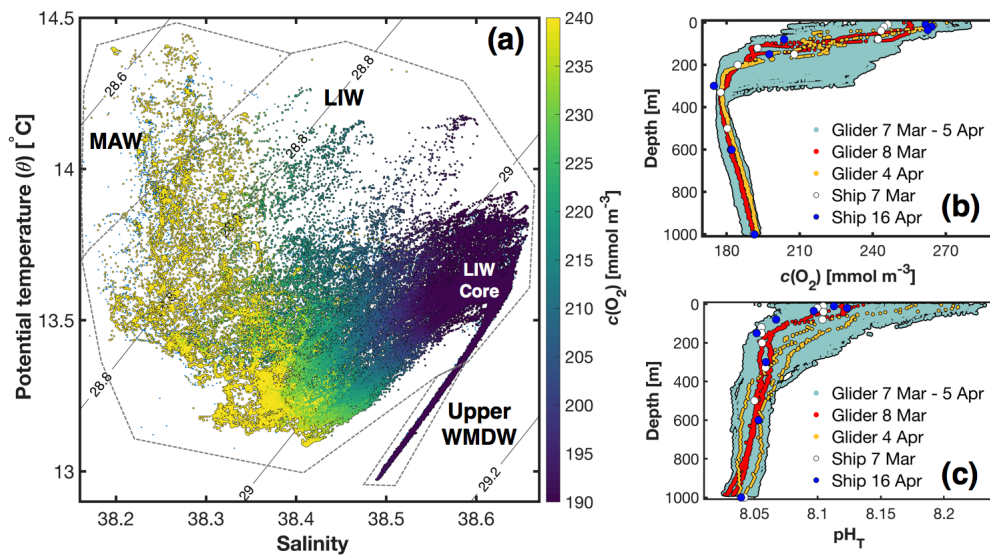 (a)
14.5
14
13.5
13
38.2
38.3
38.4
38.5
38.6
Salinity
Potential temperature (θ) [°C]
MAW
LIW
LIW
Core
Upper
WMDW
28.6
28.8
28.8
29
28.8
29
29.2
240
235
230
225
220
215
210
205
200
195
190
c(O2) [mmol m-3]
(b)
0
200
400
600
800
1000
Depth [m]
Glider 7 Mar - 5 Apr
Glider 8 Mar
Glider 4 Apr
Ship 7 Mar
Ship 16 Apr
180
210
240
270
c(O2) [mmol m-3]
(c)
0
200
400
600
800
1000
Depth [m]
Glider 7 Mar - 5 Apr
Glider 8 Mar
Glider 4 Apr
Ship 7 Mar
Ship 16 Apr
8.05
8.1
8.15
8.2
pHT